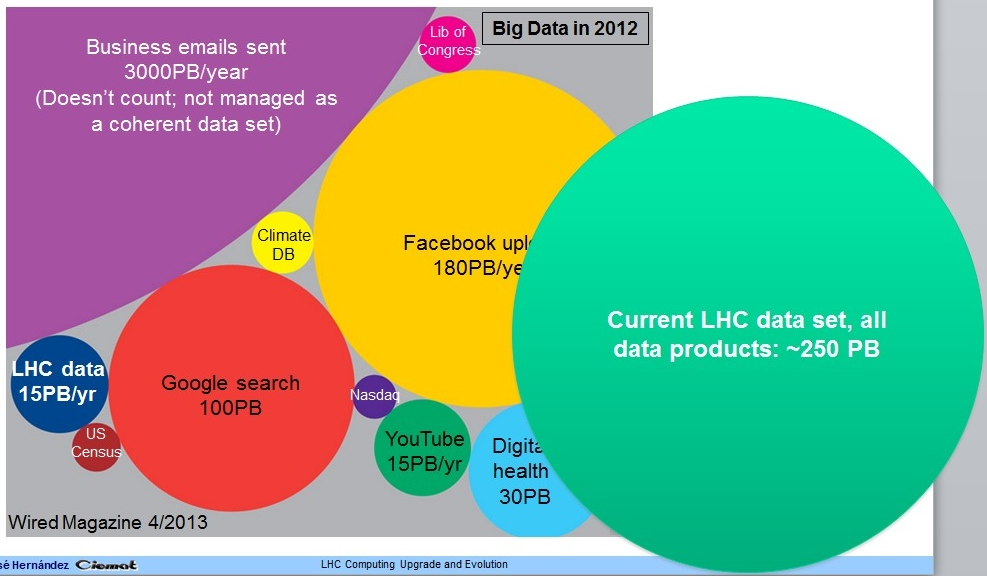 Business emails sent
3000PB/year
(Doesn't count; not managed as
a coherent data set)
Lib of
Congress
Big Data in 2012
Climate
DB
Facebook uplo
180PB/ye
Current LHC data set, all
data products: ~250 PB
LHC data
15PB/yr
Google search
100PB
Nasdaq
US
Census
YouTube
15PB/yr
Digita
health
30PB
Wired Magazine 4/2013
sé Hernández Ciemat
LHC Computing Upgrade and Evolution